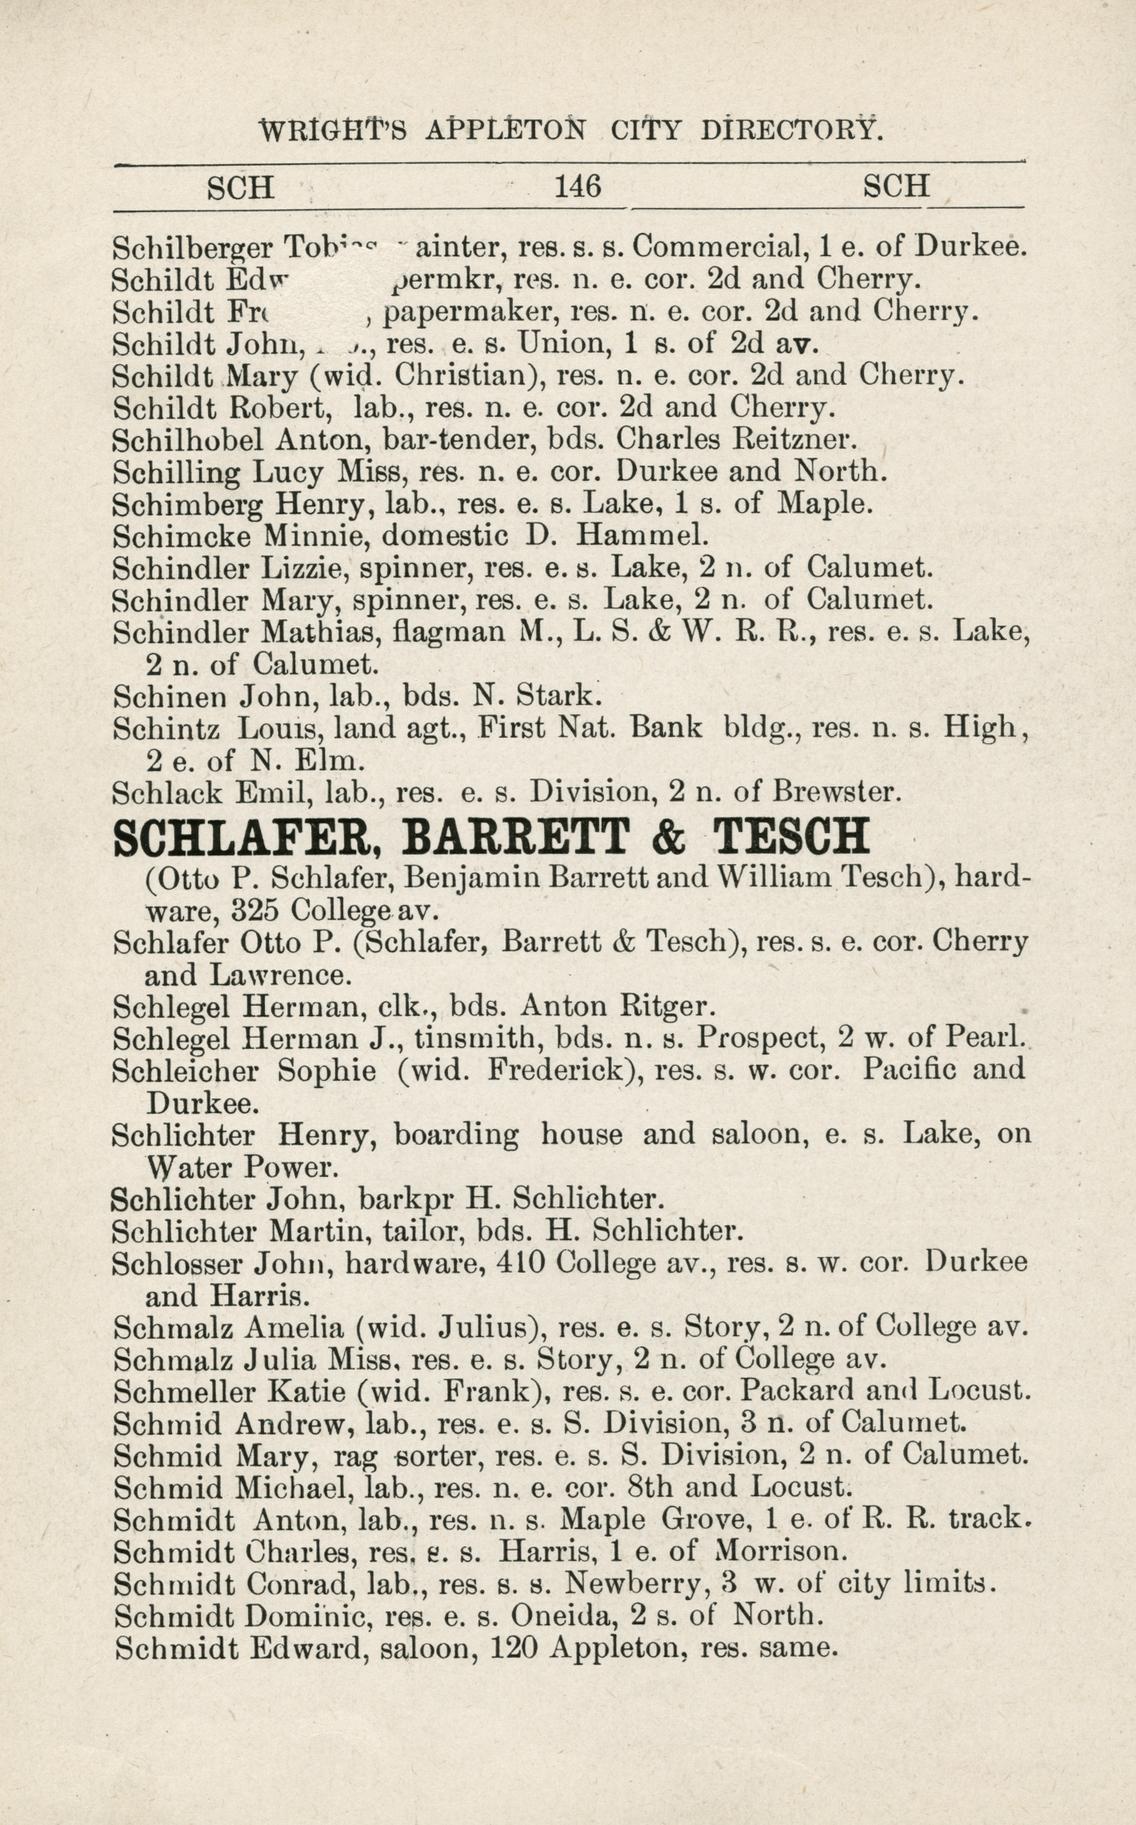 WRIGHT'S APPLETON CITY DIRECTORY.
SCH 146 SCH
Schilberger ainter, res. s. s. Commercial, 1 e. of Durkee.
Schildt Edw permkr, res. n. e. cor. 2d and Cherry.
Schildt Fr , papermaker, res. n. e. cor. 2d and Cherry.
Schildt John, res. e. s. Union, 1 s. of 2d av.
Schildt Mary (wid. Christian), res. n. e. cor. 2d and Cherry.
Schildt Robert, lab., res. n. e. cor. 2d and Cherry.
Schilhobel Anton, bar-tender, bds. Charles Reitzner.
Schilling Lucy Miss, res. n. e. cor. Durkee and North.
Schimberg Henry, lab., res. e. s. Lake, 1 s. of Maple.
Schimcke Minnie, domestic D. Hammel.
Schindler Lizzie, spinner, res. e. s. Lake, 2 n. of Calumet.
Schindler Mary, spinner, res. e. s. Lake, 2 n. of Calumet.
Schindler Mathias, flagman M., L. S. & W. R. R., res. e. s. Lake,
2 n. of Calumet.
Schinen John, lab., bds. N. Stark.
Schintz Louis, land agt., First Nat. Bank bldg., res. n. s. High,
2 e. of N. Elm.
Schlack Emil, lab., res. e. s. Division, 2 n. of Brewster.
SCHLAFER, BARRETT & TESCH
(Otto P. Schlafer, Benjamin Barrett and William Tesch), hard-
ware, 325 College av.
Schlafer Otto P. (Schlafer, Barrett & Tesch), res. s. e. cor. Cherry
and Lawrence.
Schlegel Herman, clk., bds. Anton Ritger.
Schlegel Herman J., tinsmith, bds. n. s. Prospect, 2 w. of Pearl.
Schleicher Sophie (wid. Frederick), res. s. w. cor. Pacific and
Durkee.
Schlichter Henry, boarding house and saloon, e. s. Lake, on
Water Power.
Schlichter John, barkpr H. Schlichter.
Schlichter Martin, tailor, bds. H. Schlichter.
Schlosser John, hardware, 410 College av., res. s. w. cor. Durkee
and Harris.
Schmalz Amelia (wid. Julius), res. e. s. Story, 2 n. of College av.
Schmalz Julia Miss, res. e. s. Story, 2 n. of College av.
Schmeller Katie (wid. Frank), res. s. e. cor. Packard and Locust.
Schmid Andrew, lab., res. e. s. S. Division, 3 n. of Calumet.
Schmid Mary, rag sorter, res. e. s. S. Division, 2 n. of Calumet.
Schmid Michael, lab., res. n. e. cor. 8th and Locust.
Schmidt Anton, lab., res. n. s. Maple Grove, 1 e. of R. R. track.
Schmidt Charles, res. s. s. Harris, 1 e. of Morrison.
Schmidt Conrad, lab., res. s. s. Newberry, 3 w. of city limits.
Schmidt Dominic, res. e. s. Oneida, 2 s. of North.
Schmidt Edward, saloon, 120 Appleton, res. same.